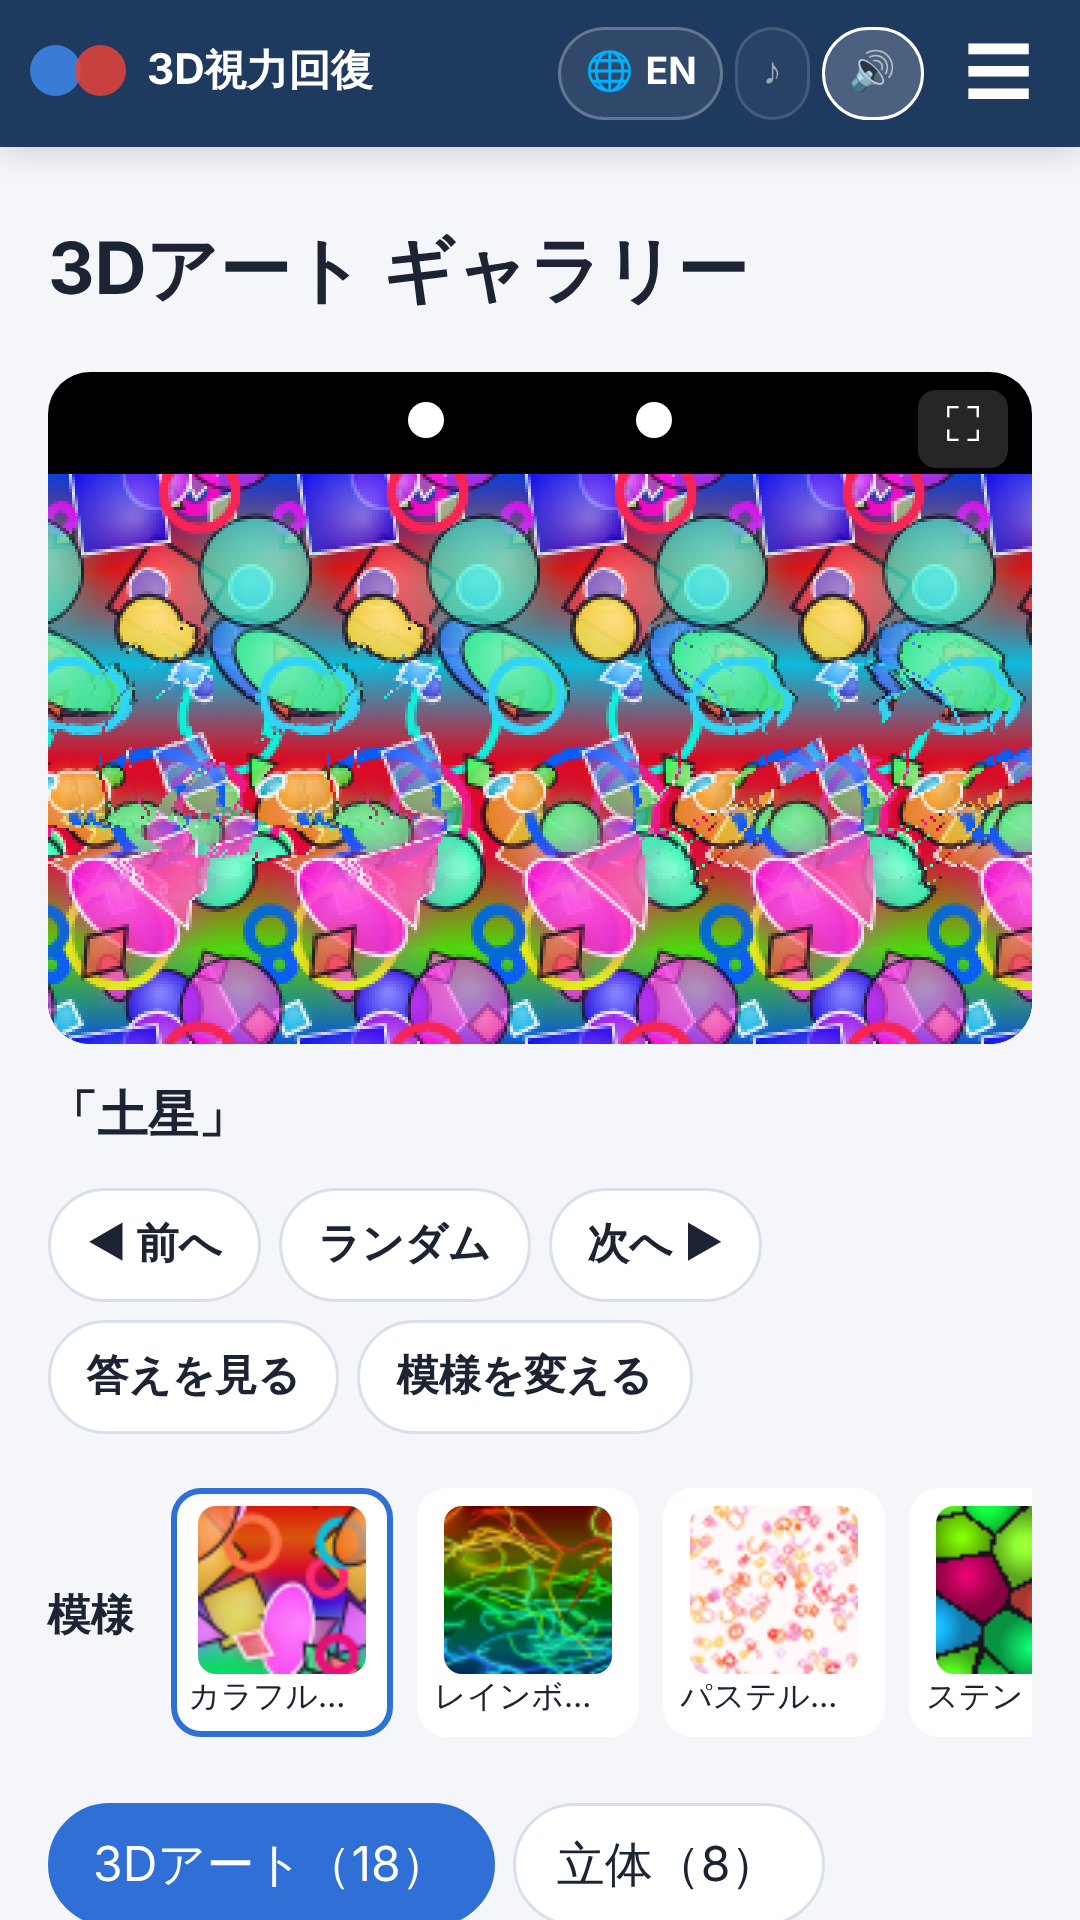 3D視力回復
EN
3Dアート ギャラリー
「土星」
◀ 前へ
ランダム
次へ ▶
答えを見る
模様を変える
模様
カラフル...
レインボ...
パステル...
ステン
3Dアート（18）
立体（8）